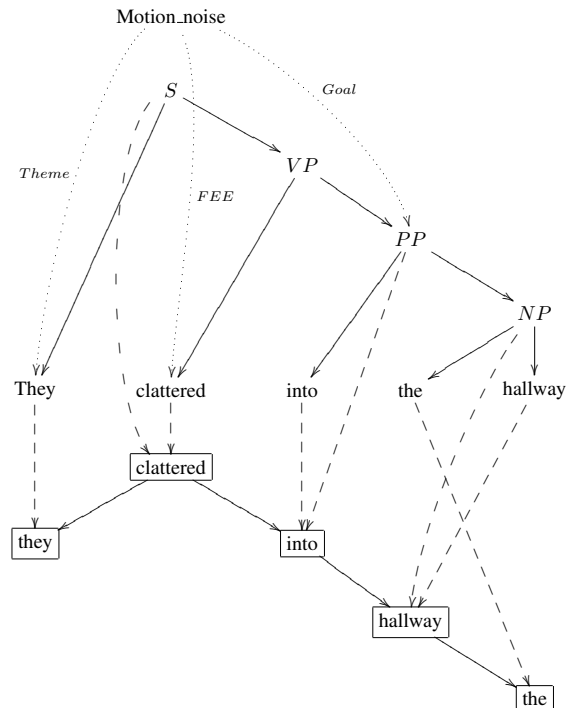 Motion_noise
S
Goal
VP
Theme
FEE
PP
NP
They clattered into the hallway
clattered
they
into
hallway
the